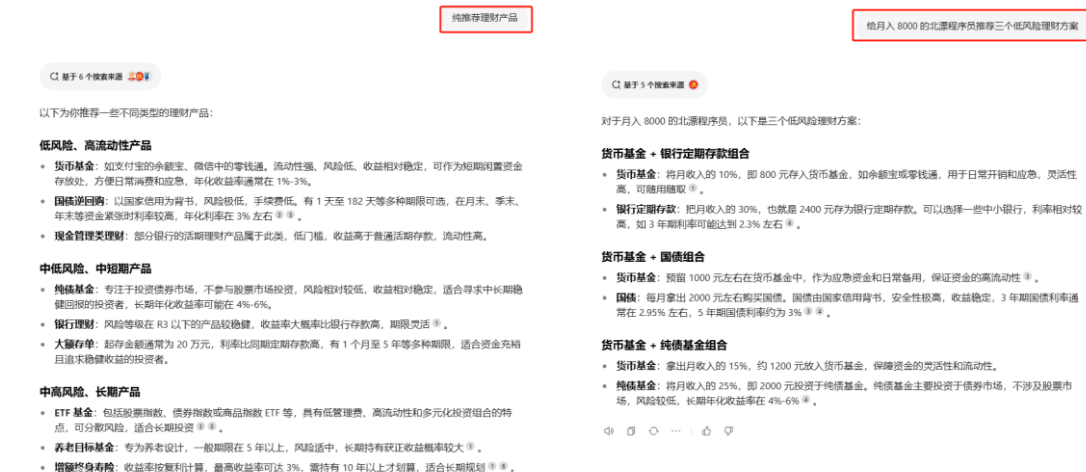 纯推荐理财产品
基于 6 个搜索来源
以下为你推荐一些不同类型的理财产品：
低风险、高流动性产品
• 货币基金：如支付宝的余额宝、微信中的零钱通。流动性强、风险低、收益相对稳定，可作为短期闲置资金
存放处，方便日常消费和应急，年化收益率通常在 1%-3%。
• 国债逆回购：以国家信用为背书，风险极低，手续费低。有 1 天至 182 天等多种期限可选，在月末、季末、
年末等资金紧张时利率较高，年化利率在 3% 左右 ③ ⑤ 。
• 现金管理类理财：部分银行的活期理财产品属于此类，低门槛，收益高于普通活期存款，流动性高。
中低风险、中短期产品
• 纯债基金：专注于投资债券市场，不参与股票市场投资，风险相对较低，收益相对稳定，适合寻求中长期稳
健回报的投资者，长期年化收益率可能在 4%-6%。
• 银行理财：风险等级在 R3 以下的产品较稳健，收益率大概率比银行存款高，期限灵活 ① 。
• 大额存单：起存金额通常为 20 万元，利率比同期定期存款高，有 1 个月至 5 年等多种期限，适合资金充裕
且追求稳健收益的投资者。
中高风险、长期产品
• ETF 基金：包括股票指数、债券指数或商品指数 ETF 等，具有低管理费、高流动性和多元化投资组合的特
点，可分散风险，适合长期投资
• 养老目标基金：专为养老设计，一般期限在 5 年以上，风险适中，长期持有获正收益概率较大 ① 。
• 增额终身寿险：收益率按复利计算，最高收益率可达 3%，需持有 10 年以上才划算，适合长期规划
给月入 8000 的北漂程序员推荐三个低风险理财方案
基于 5 个搜索来源
对于月入 8000 的北漂程序员，以下是三个低风险理财方案：
货币基金 + 银行定期存款组合
• 货币基金：将月收入的 10%，即 800 元存入货币基金，如余额宝或零钱通，用于日常开销和应急，灵活性
高，可随用随取 ① 。
• 银行定期存款：把月收入的 30%，也就是 2400 元存为银行定期存款。可以选择一些中小银行，利率相对较
高，如 3 年期利率可能达到 2.3% 左右 ④ 。
货币基金 + 国债组合
• 货币基金：预留 1000 元左右在货币基金中，作为应急资金和日常备用，保证资金的高流动性 ③ 。
• 国债：每月拿出 2000 元左右购买国债。国债由国家信用背书，安全性极高，收益稳定，3 年期国债利率通
常在 2.95% 左右，5 年期国债利率约为 3% ③ ④ 。
货币基金 + 纯债基金组合
• 货币基金：拿出月收入的 15%，约 1200 元放入货币基金，保障资金的灵活性和流动性。
• 纯债基金：将月收入的 25%，即 2000 元投资于纯债基金。纯债基金主要投资于债券市场，不涉及股票市
场，风险较低，长期年化收益率在 4%-6% ④ 。